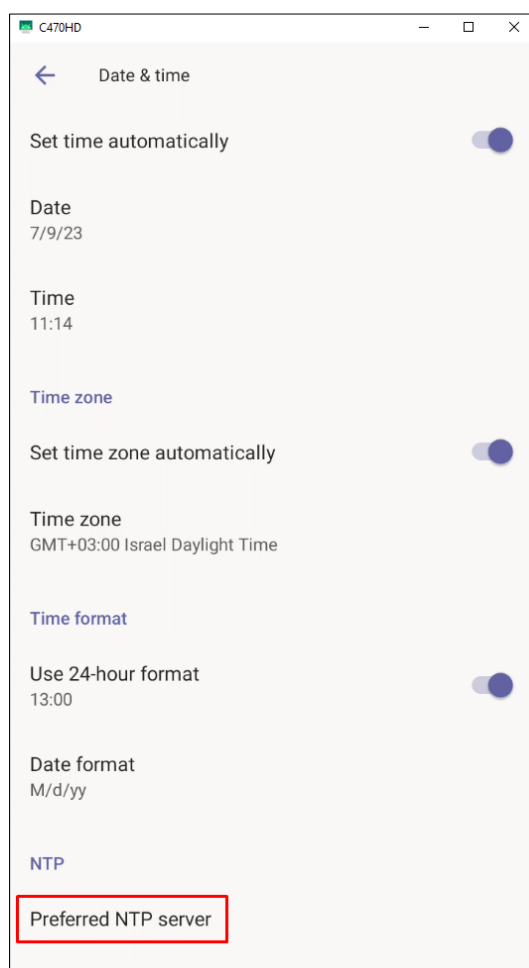 C470HD
Date & time
Set time automatically
Date
7/9/23
Time
11:14
Time zone
Set time zone automatically
Time zone
GMT+03:00 Israel Daylight Time
Time format
Use 24-hour format
13:00
Date format
M/d/yy
NTP
Preferred NTP server